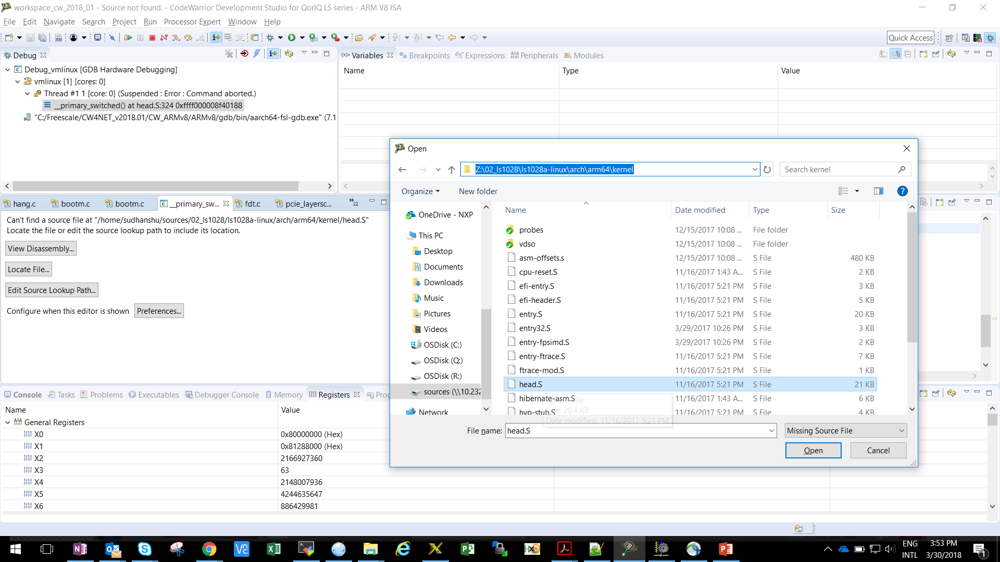 workspace_cw_2018_01 - Source not found. - CodeWarrior Development Studio for QorIQ LS series - ARM V8 ISA
File Edit Navigate Search Project Run Processor Expert Window Help
Quick Access
Debug
Debug_vmlinux [GDB Hardware Debugging]
vmlinux [1] [cores: 0]
Thread #1 1 [core: 0] (Suspended : Error : Command aborted.)
__primary_switched() at head.S:324 0xffff000008f40188
"C:/Freescale/CW4NET_v2018.01/CW_ARMv8/ARMv8/gdb/bin/aarch64-fsl-gdb.exe" (7.1
(x)= Variables Breakpoints Expressions Peripherals Modules
Name Type Value
hang.c bootm.c bootm.c __primary_sw... fdt.c pcie_layersc... »22
Can't find a source file at "/home/sudhanshu/sources/02_ls1028/ls1028a-linux/arch/arm64/kernel/head.S"
Locate the file or edit the source lookup path to include its location.
View Disassembly...
Locate File...
Edit Source Lookup Path...
Configure when this editor is shown Preferences...
Open
Z:\02_ls1028\ls1028a-linux\arch\arm64\kernel
Search kernel
Organize New folder
OneDrive - NXP
This PC
Desktop
Documents
Downloads
Music
Pictures
Videos
OSDisk (C:)
OSDisk (Q:)
OSDisk (R:)
sources (\\10.232
Network
Name Date modified Type Size
probes 12/15/2017 10:08 ... File folder
vdso 12/15/2017 10:08 ... File folder
asm-offsets.s 12/15/2017 10:08 ... S File 480 KB
cpu-reset.S 11/16/2017 1:43 A... S File 2 KB
efi-entry.S 11/16/2017 5:21 PM S File 3 KB
efi-header.S 11/16/2017 5:21 PM S File 5 KB
entry.S 11/16/2017 5:21 PM S File 20 KB
entry32.S 3/29/2017 10:26 PM S File 3 KB
entry-fpsimd.S 3/29/2017 10:26 PM S File 2 KB
entry-ftrace.S 11/16/2017 5:21 PM S File 7 KB
ftrace-mod.S 11/16/2017 5:21 PM S File 1 KB
head.S 11/16/2017 5:21 PM S File 21 KB
hibernate-asm.S 11/16/2017 1:43 A... S File 6 KB
hyp-stub.S 11/16/2017 5:21 PM S File 4 KB
Size: 20.4 KB
Date modified: 11/16/2017 5:21 PM
File name: head.S Missing Source File
Open Cancel
Console Tasks Problems Executables Debugger Console Memory Registers Prog
Name Value
General Registers
X0 0x80000000 (Hex)
X1 0x81288000 (Hex)
X2 2166927360
X3 63
X4 2148007936
X5 4244635647
X6 886429981
ENG
INTL
3:53 PM
3/30/2018
1